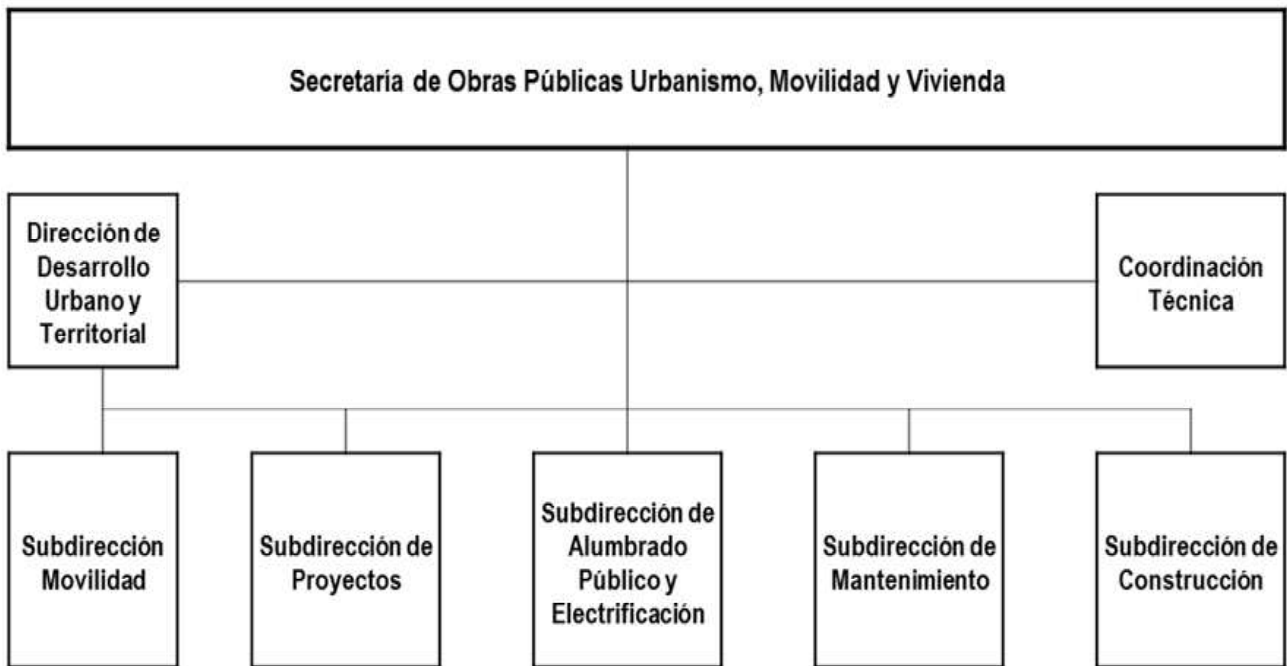 Secretaría de Obras Públicas Urbanismo, Movilidad y Vivienda
Dirección de
Desarrollo
Urbano y
Territorial
Coordinación
Técnica
Subdirección
Movilidad
Subdirección de
Proyectos
Subdirección de
Alumbrado
Público y
Electrificación
Subdirección de
Mantenimiento
Subdirección de
Construcción